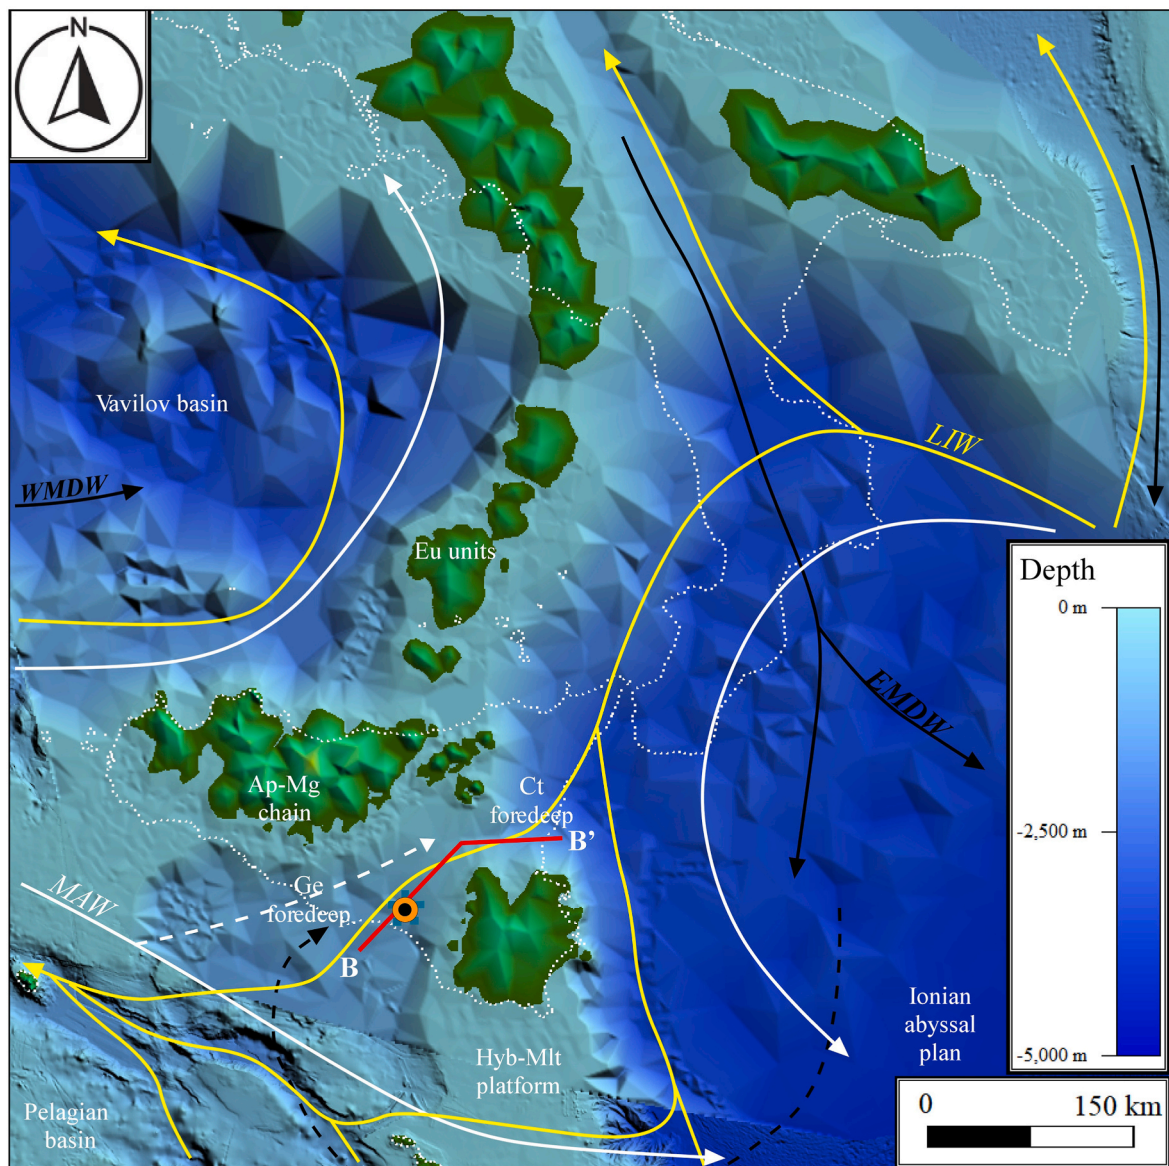 N
Vavilov basin
LIW
WMDW
Eu units
Depth
0 m
-2,500 m
-5,000 m
EMDW
Ap-Mg
chain
Ct
foredeep
B'
MAW
Ge
foredeep
B
Ionian
abyssal
plan
Hyb-Mlt
platform
Pelagian
basin
0
150 km